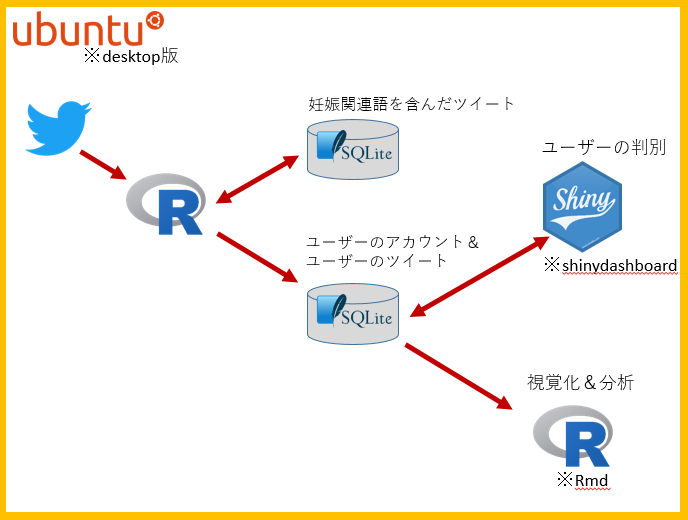 ubuntu
※desktop版
妊娠関連語を含んだツイート
SQLite
R
ユーザーの判別
Shiny
※shinydashboard
ユーザーのアカウント＆
ユーザーのツイート
SQLite
視覚化＆分析
R
※Rmd